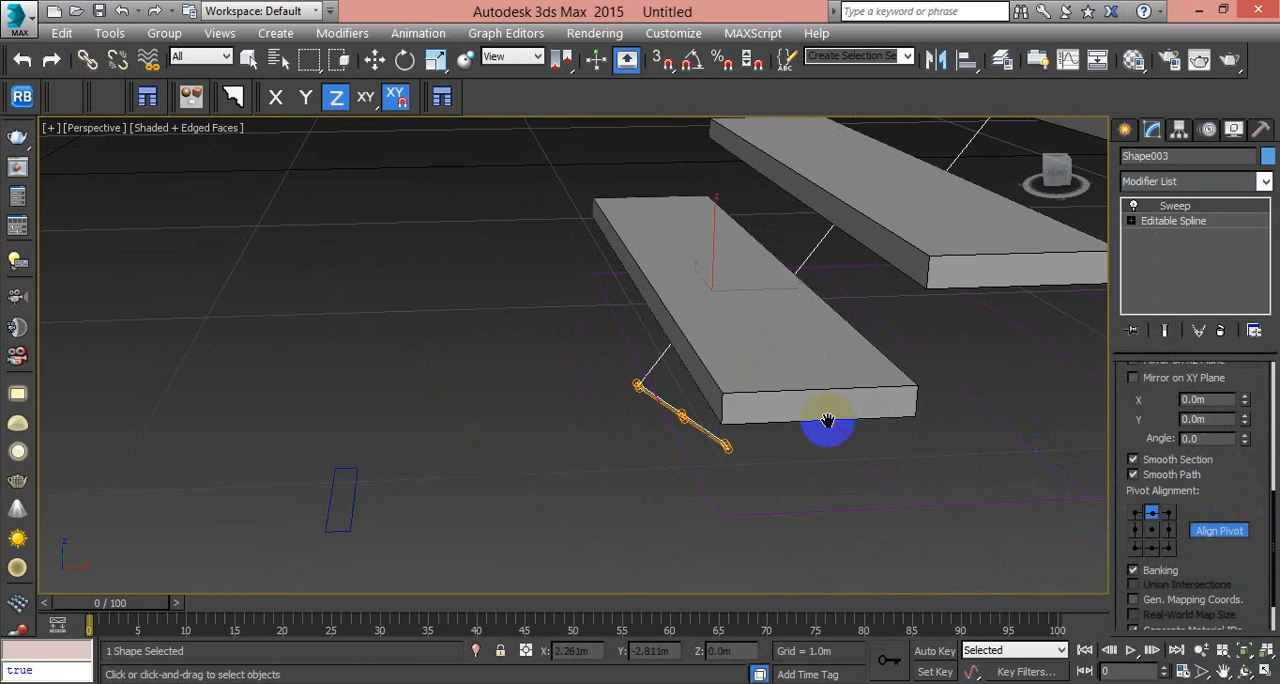 MAX
Workspace: Default
Autodesk 3ds Max 2015
Untitled
Type a keyword or phrase
Edit
Tools
Group
Views
Create
Modifiers
Animation
Graph Editors
Rendering
Customize
MAXScript
Help
All
View
Create Selection Se
RB
X
Y
Z
XY
XY
[+] [Perspective] [Shaded + Edged Faces]
Shape003
Modifier List
Sweep
Editable Spline
Mirror on XY Plane
X
0.0m
Y
0.0m
Angle:
0.0
Smooth Section
Smooth Path
Pivot Alignment:
Align Pivot
Banking
Union Intersections
Gen. Mapping Coords.
Real-World Map Size
Generate Material IDs
z
z
0 / 100
0 5 10 15 20 25 30 35 40 45 50 55 60 65 70 75 80 85 90 95 100
1 Shape Selected
X: 2.261m
Y: -2.811m
Z: 0.0m
Grid = 1.0m
Auto Key
Selected
true
Click or click-and-drag to select objects
Add Time Tag
Set Key
Key Filters...
0